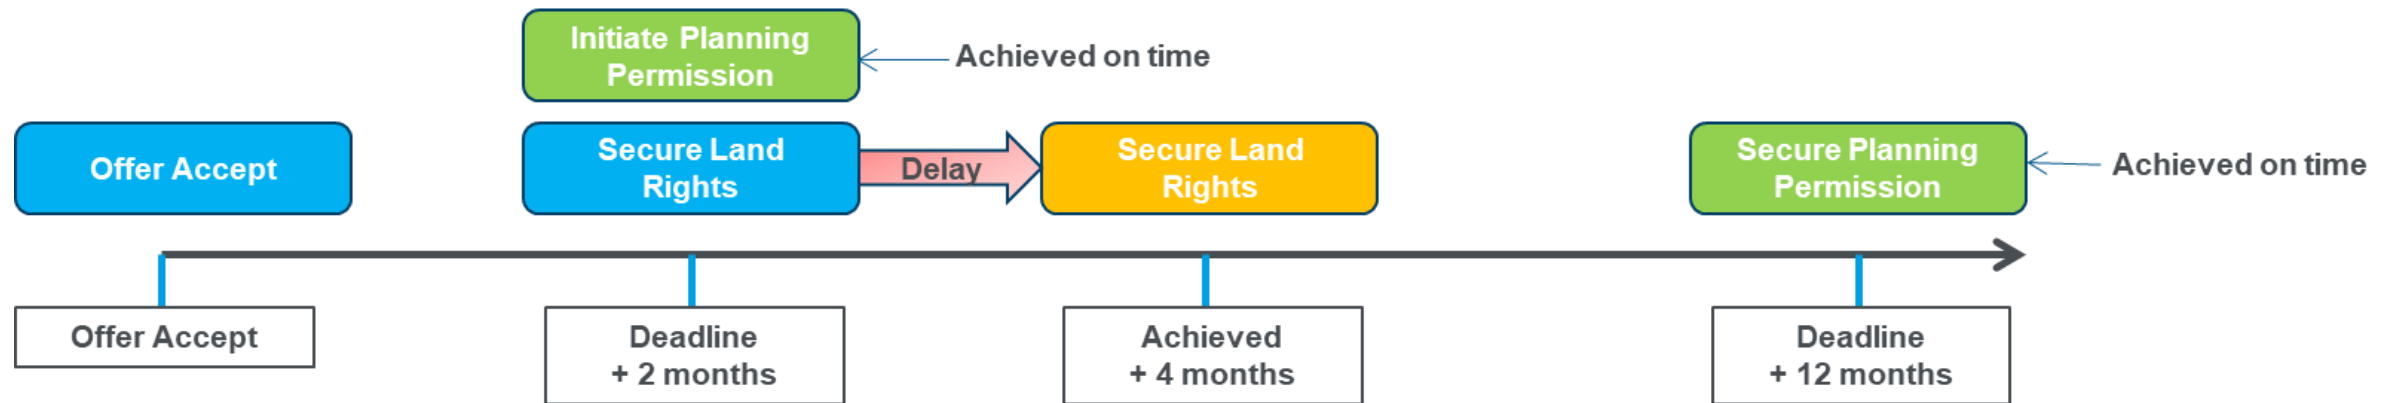 Initiate Planning
Permission
Achieved on time
Offer Accept
Secure Land
Rights
Delay
Secure Land
Rights
Secure Planning
Permission
Achieved on time
Offer Accept
Deadline
+ 2 months
Achieved
+ 4 months
Deadline
+ 12 months